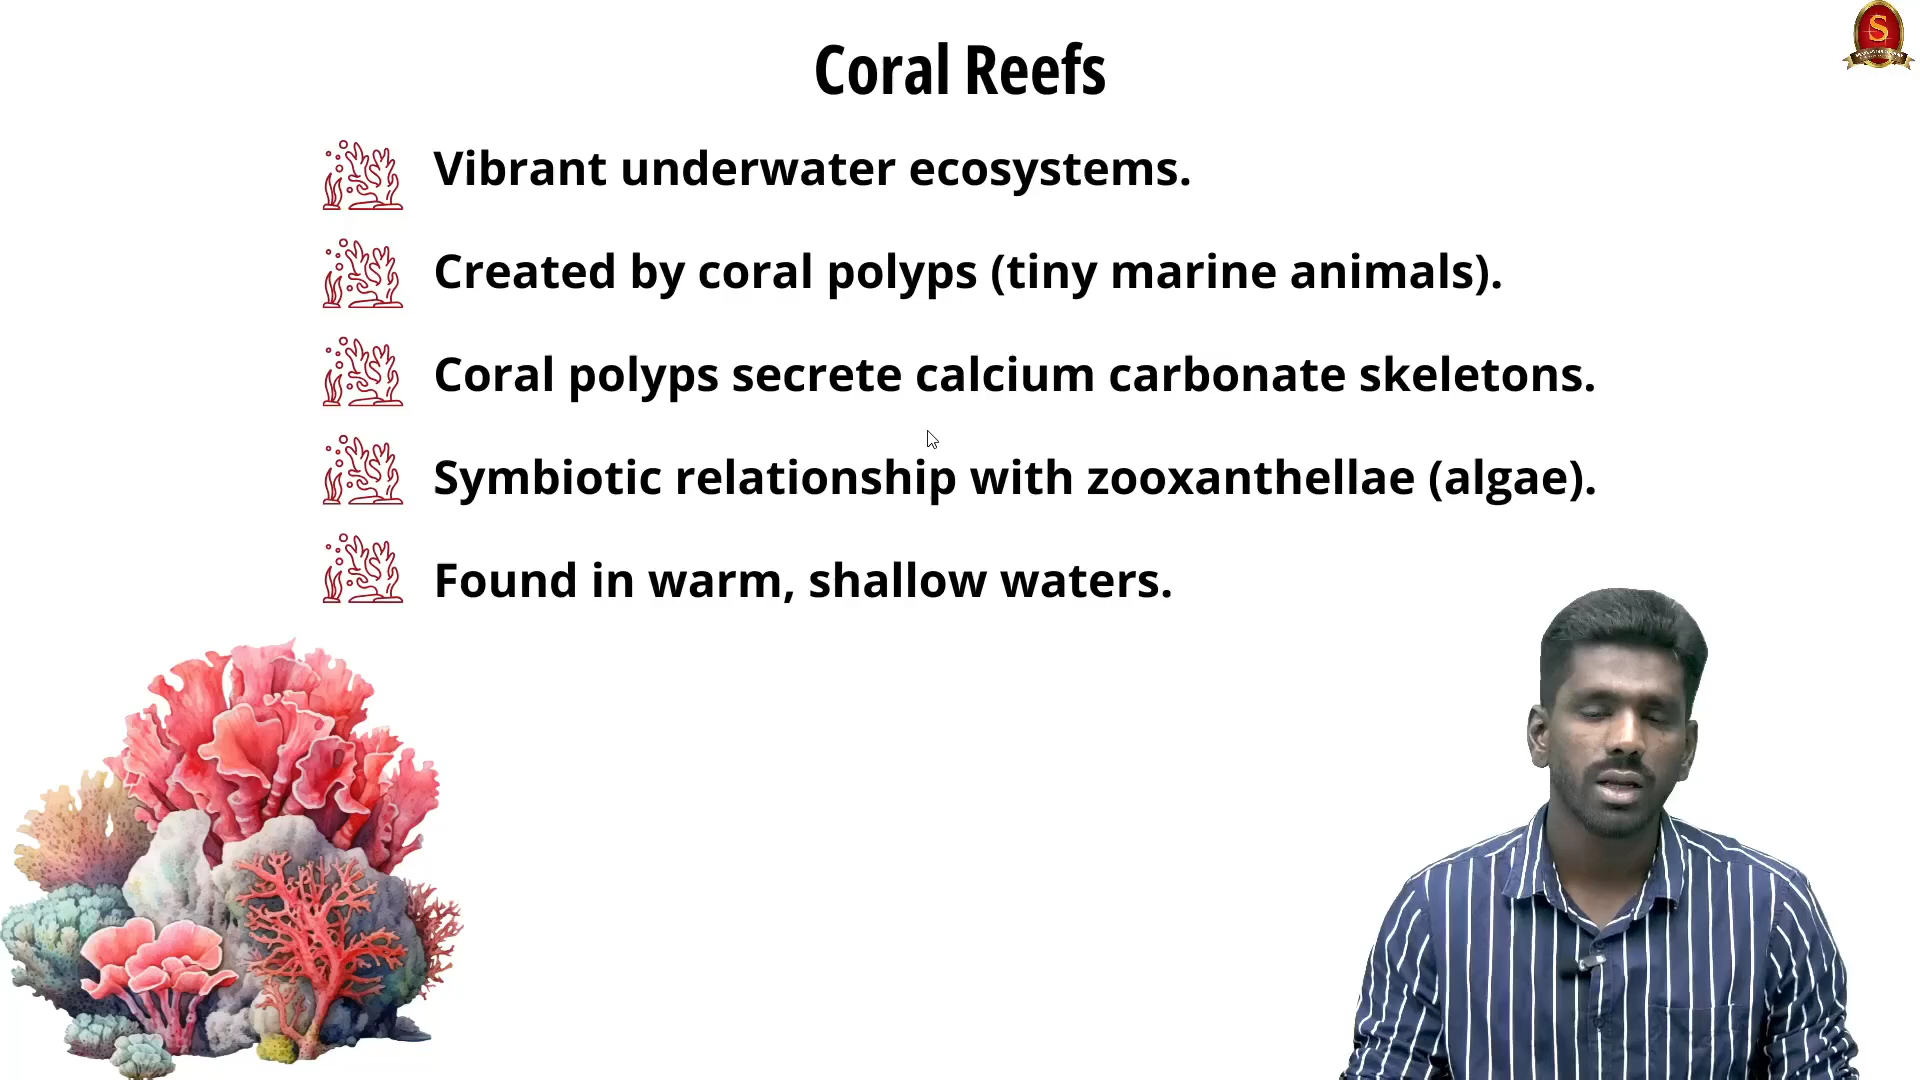 Coral Reefs
Vibrant underwater ecosystems.
Created by coral polyps (tiny marine animals).
Coral polyps secrete calcium carbonate skeletons.
Symbiotic relationship with zooxanthellae (algae).
Found in warm, shallow waters.
S